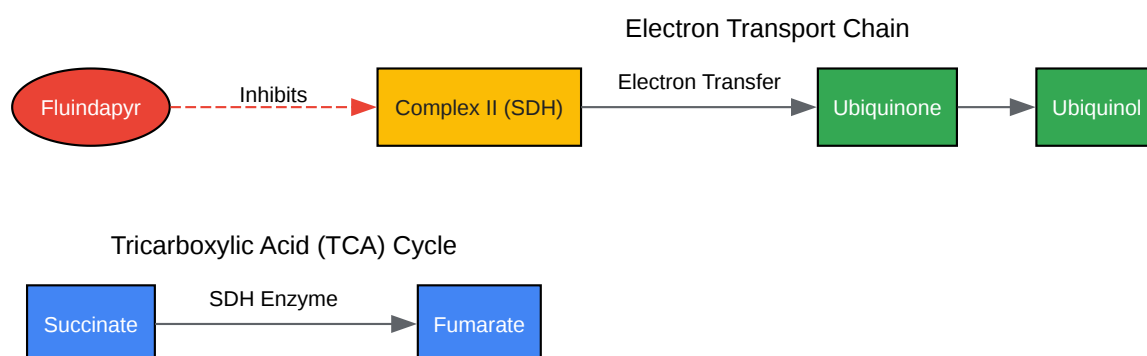 Electron Transport Chain
Fluindapyr
Inhibits
Complex II (SDH)
Electron Transfer
Ubiquinone
Ubiquinol
Tricarboxylic Acid (TCA) Cycle
Succinate
SDH Enzyme
Fumarate